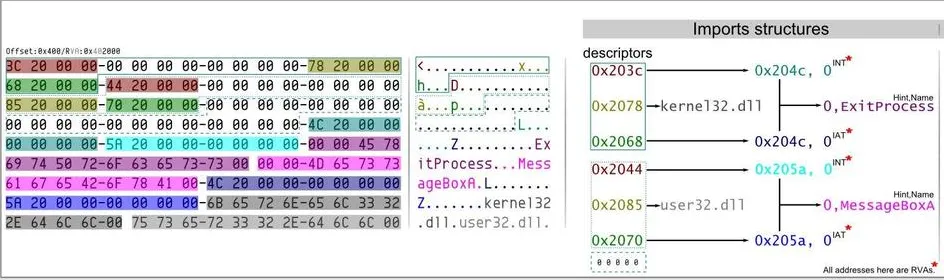 Imports structures
Offset:0x400/RVA:0x402000
3C 20 00 00-00 00 00 00-00 00 00 00-78 20 00 00 <...........x...
68 20 00 00-44 20 00 00-00 00 00 00-00 00 00 00 h...D...........
85 20 00 00-70 20 00 00-00 00 00 00-00 00 00 00 à...p...........
00 00 00 00-00 00 00 00-00 00 00 00-4C 20 00 00 ............L...
00 00 00 00-5A 20 00 00-00 00 00 00-00 00 45 78 ....Z.........Ex
69 74 50 72-6F 63 65 73-73 00 00 00-4D 65 73 73 itProcess...Mess
61 67 65 42-6F 78 41 00-4C 20 00 00-00 00 00 00 ageBoxA.L.......
5A 20 00 00-00 00 00 00-6B 65 72 6E-65 6C 33 32 Z.......kernel32
2E 64 6C 6C-00 75 73 65-72 33 32 2E-64 6C 6C 00 .dll.user32.dll.
descriptors
0x203c 0x204c, 0 INT*
Hint,Name
0x2078 kernel32.dll 0,ExitProcess
0x2068 0x204c, 0 IAT*
0x2044 0x205a, 0 INT*
Hint,Name
0x2085 user32.dll 0,MessageBoxA
0x2070 0x205a, 0 IAT*
0 0 0 0 0
All addresses here are RVAs.*